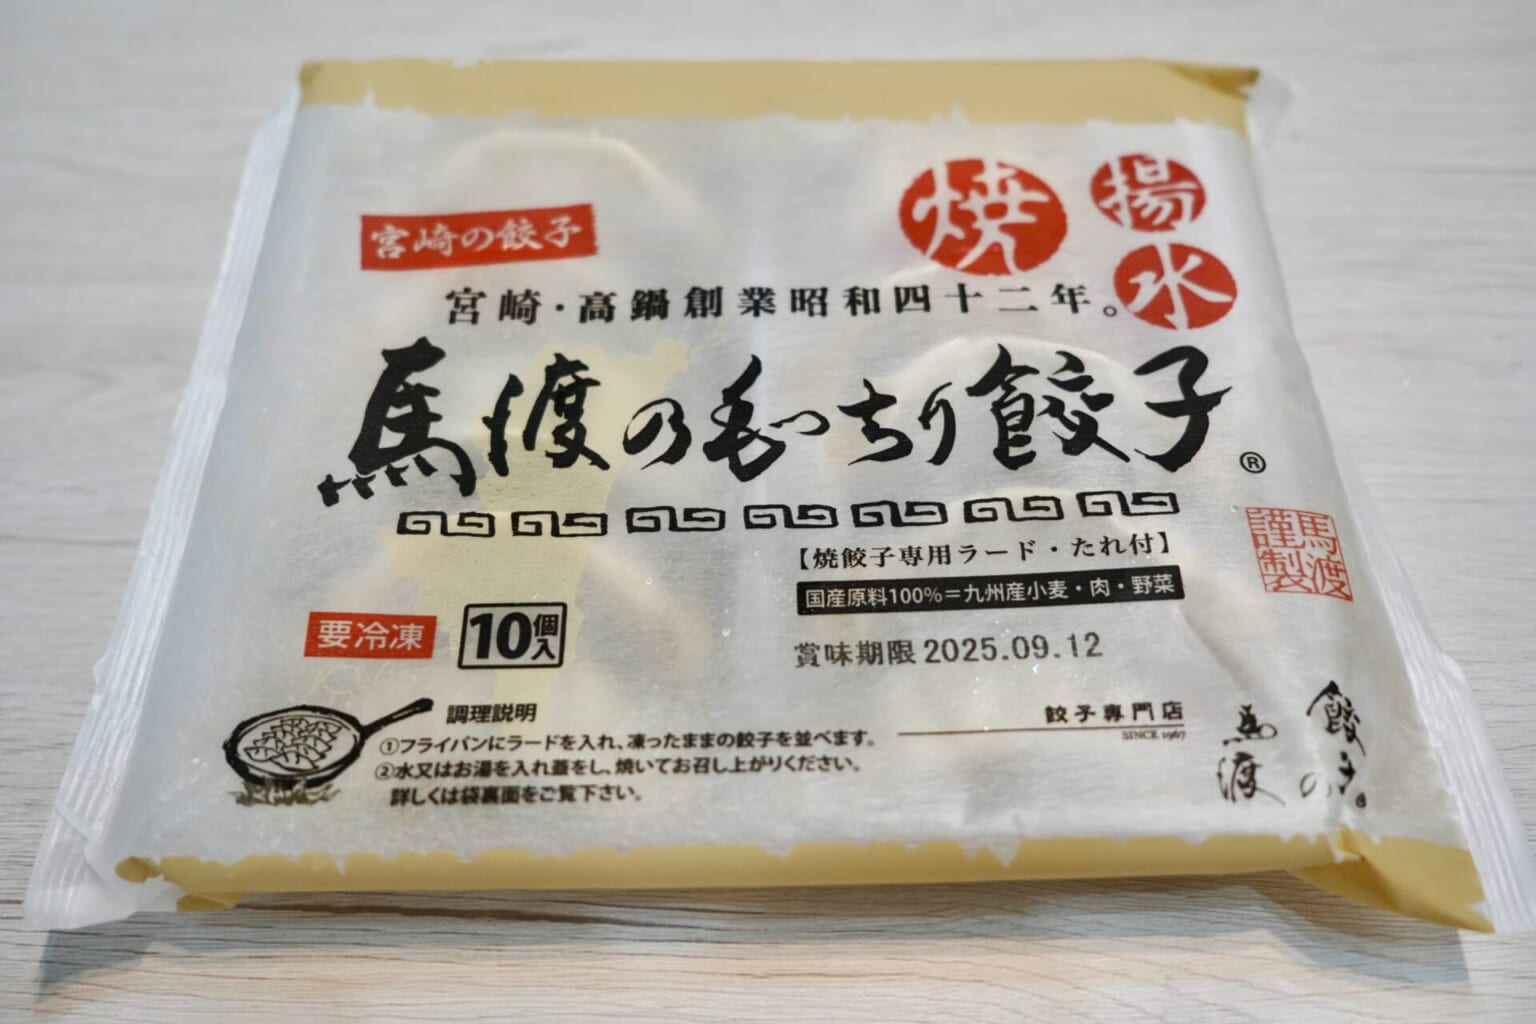 焼
揚
水
宮崎の餃子
宮崎・高鍋創業昭和四十二年。
馬渡の毛っちり餃子®
【焼餃子専用ラード・たれ付】
国産原料100%=九州産小麦・肉・野菜
馬渡
謹製
要冷凍
10個入
賞味期限 2025.09.12
調理説明
①フライパンにラードを入れ、凍ったままの餃子を並べます。
②水又はお湯を入れ蓋をし、焼いてお召し上がりください。
詳しくは袋裏面をご覧下さい。
餃子専門店
SINCE 1967
餃子の
馬渡